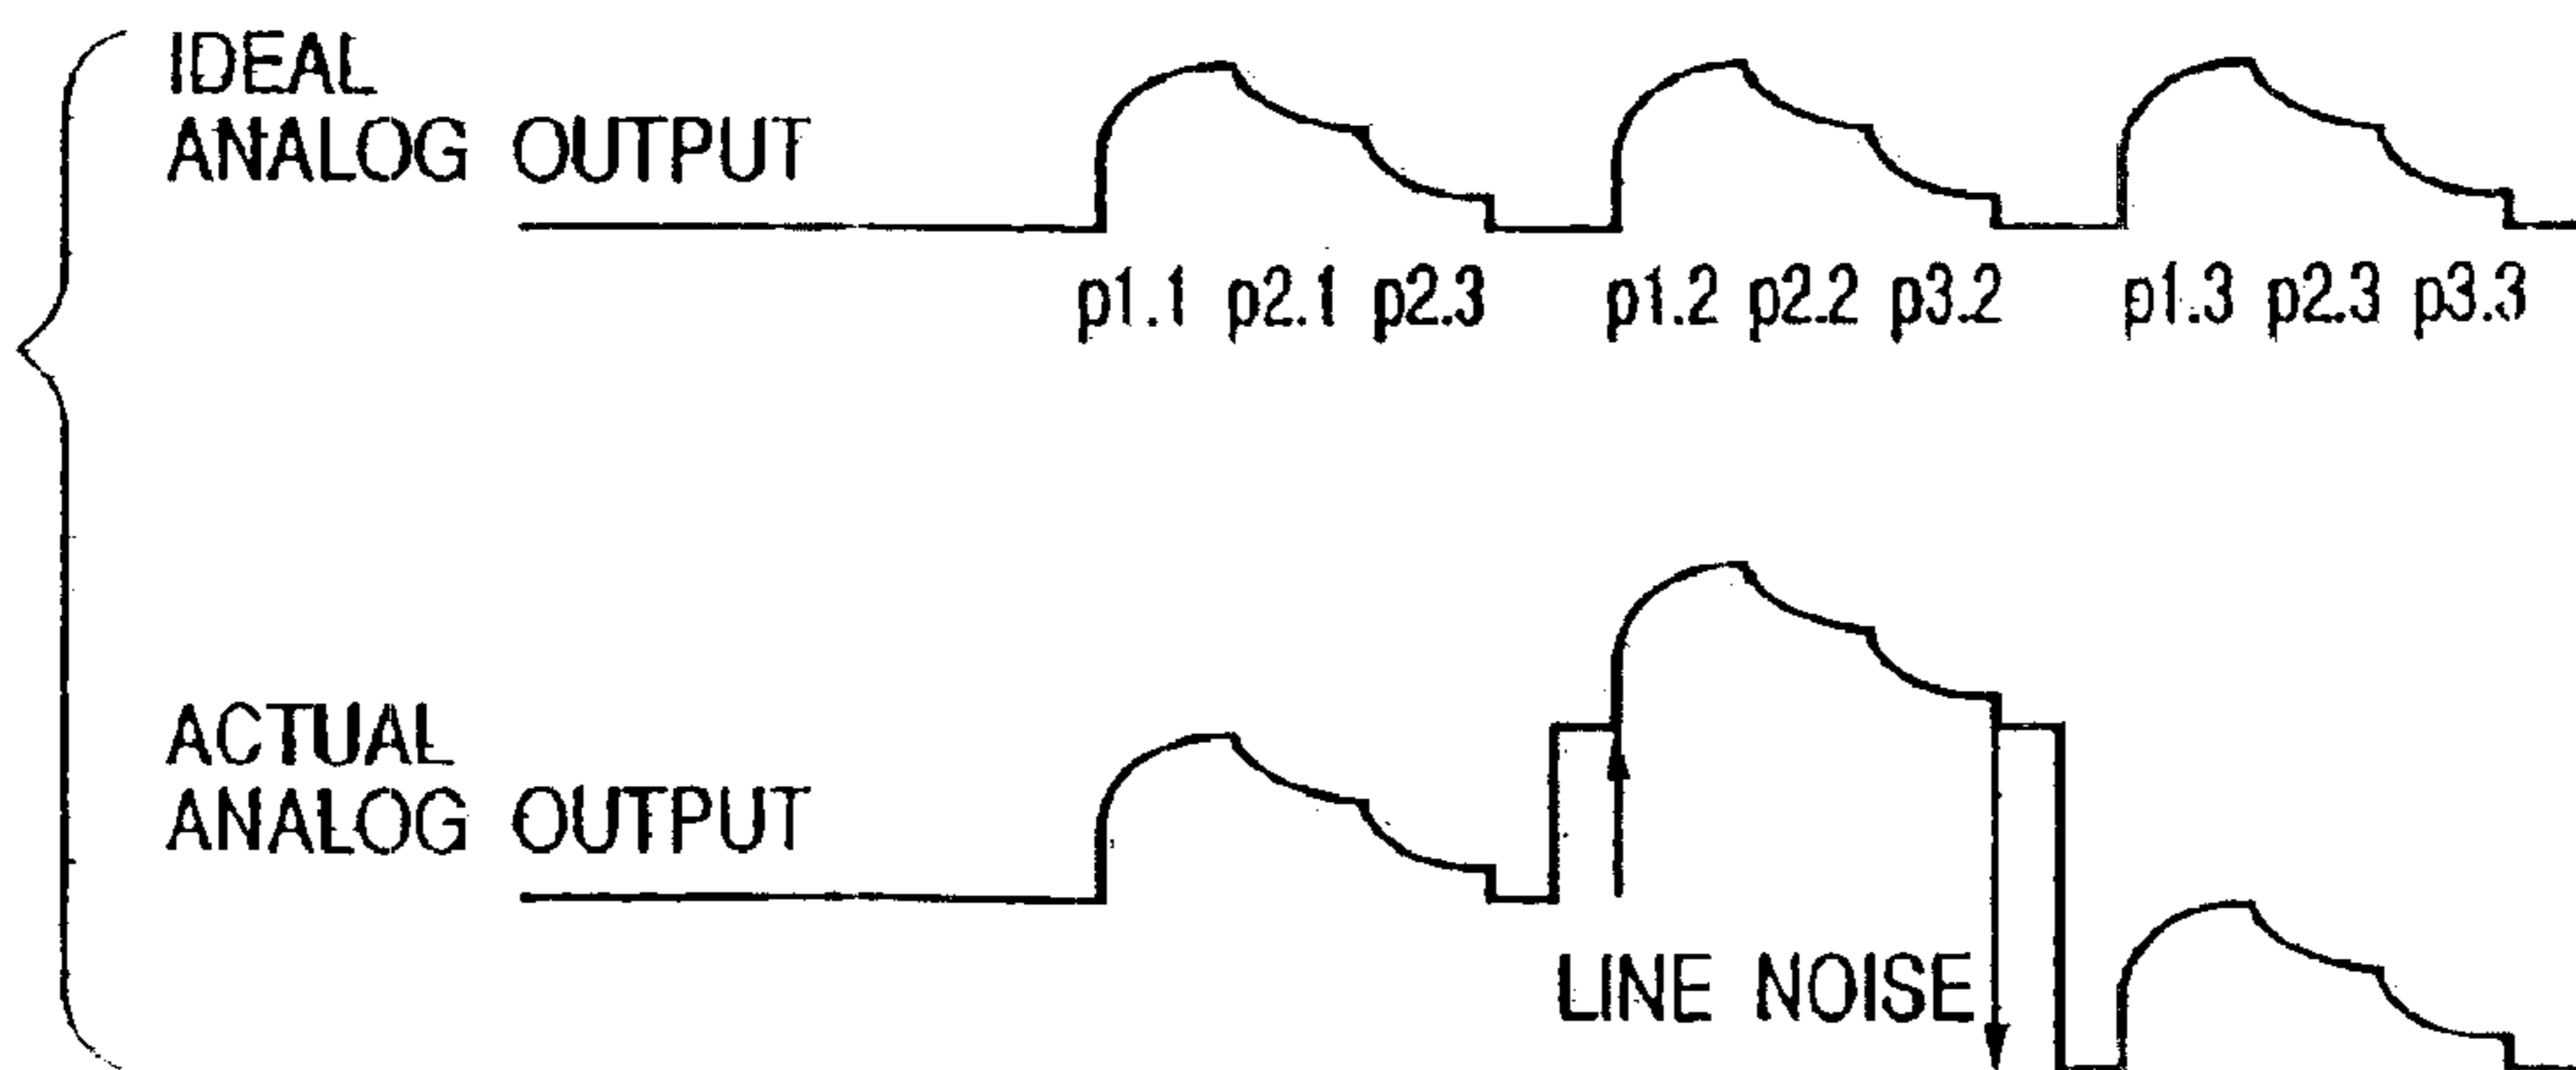 IDEAL
ANALOG OUTPUT
p1.1 p2.1 p2.3 p1.2 p2.2 p3.2 p1.3 p2.3 p3.3
ACTUAL
ANALOG OUTPUT
LINE NOISE